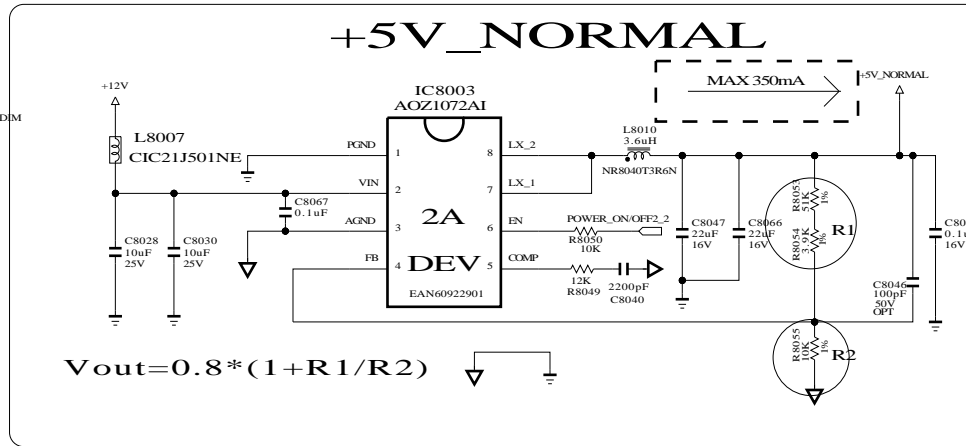 +5V_NORMAL
MAX 350mA
+5V_NORMAL
+12V
IC8003
AOZ1072AI
DIM
L8007
CIC21J501NE
PGND
1
8
LX_2
L8010
3.6uH
NR8040T3R6N
VIN
2
7
LX_1
C8067
0.1uF
2A
AGND
3
6
EN
POWER_ON/OFF2_2
R8050
10K
FB
4
DEV
5
COMP
12K
R8049
2200pF
C8040
EAN60922901
C8028
10uF
25V
C8030
10uF
25V
C8047
22uF
16V
C8066
22uF
16V
R8053
51K
1%
R8054
3.9K
1%
R1
0.1u
16V
C8046
100pF
50V
OPT
R8055
10K
1%
R2
Vout=0.8*(1+R1/R2)